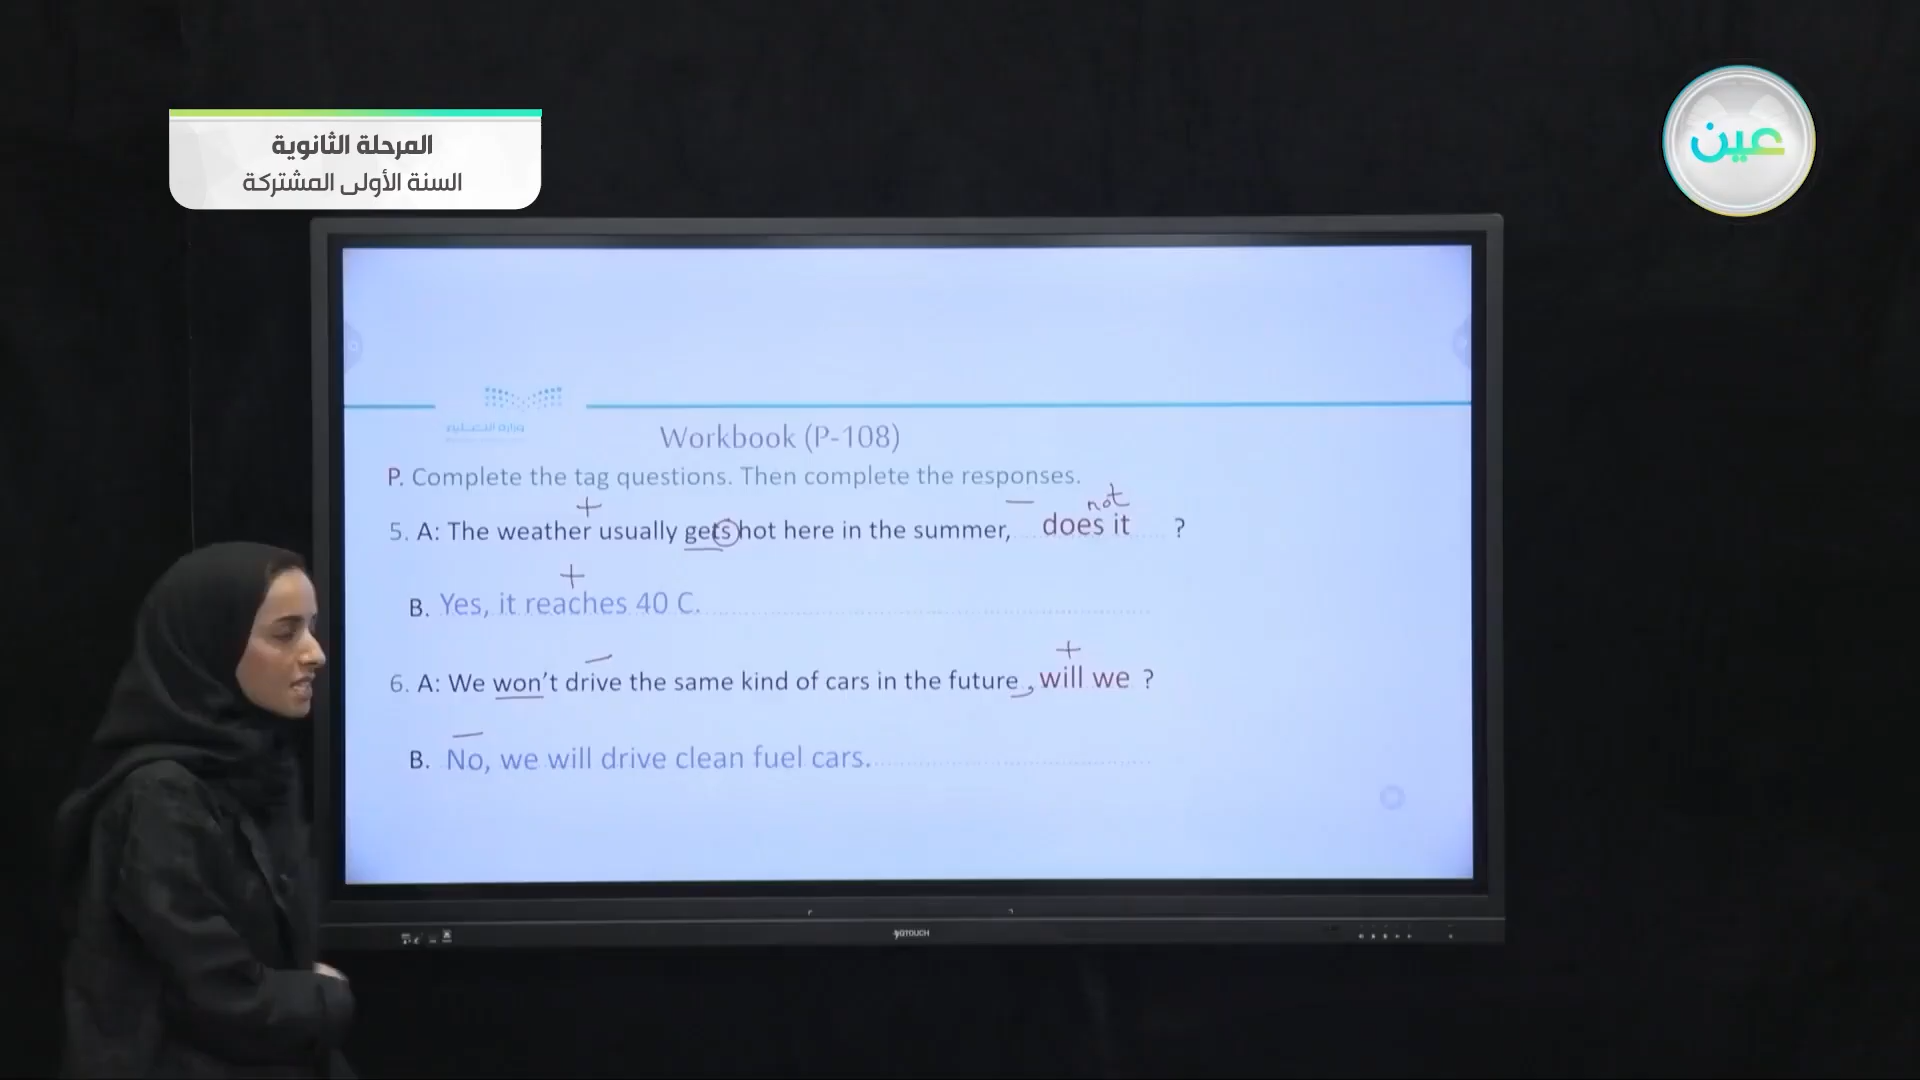 المرحلة الثانوية
السنة الأولى المشتركة
عين
وزارة التعليم
Workbook (P-108)
P. Complete the tag questions. Then complete the responses.
+ — not
5. A: The weather usually gets hot here in the summer, does it ?
+
B. Yes, it reaches 40 C.
— +
6. A: We won't drive the same kind of cars in the future , will we ?
—
B. No, we will drive clean fuel cars.